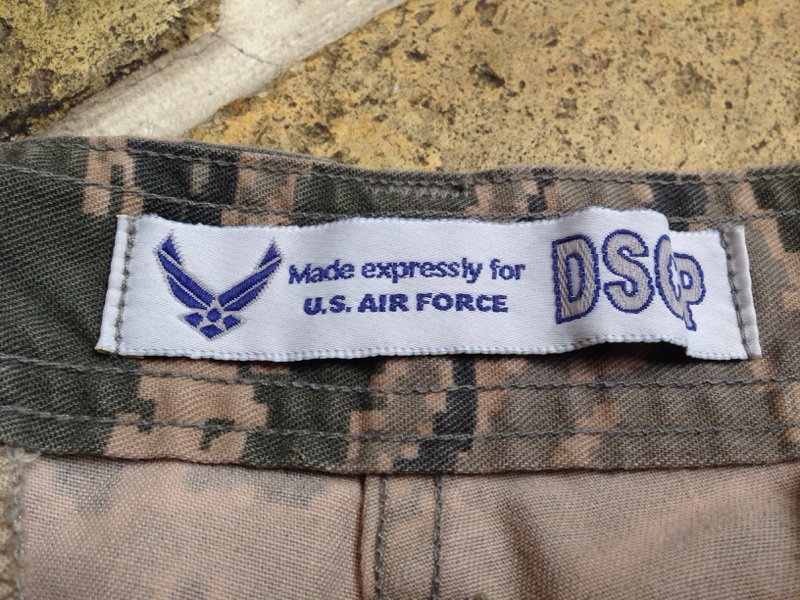 Made expressly for
U.S. AIR FORCE
DSCP